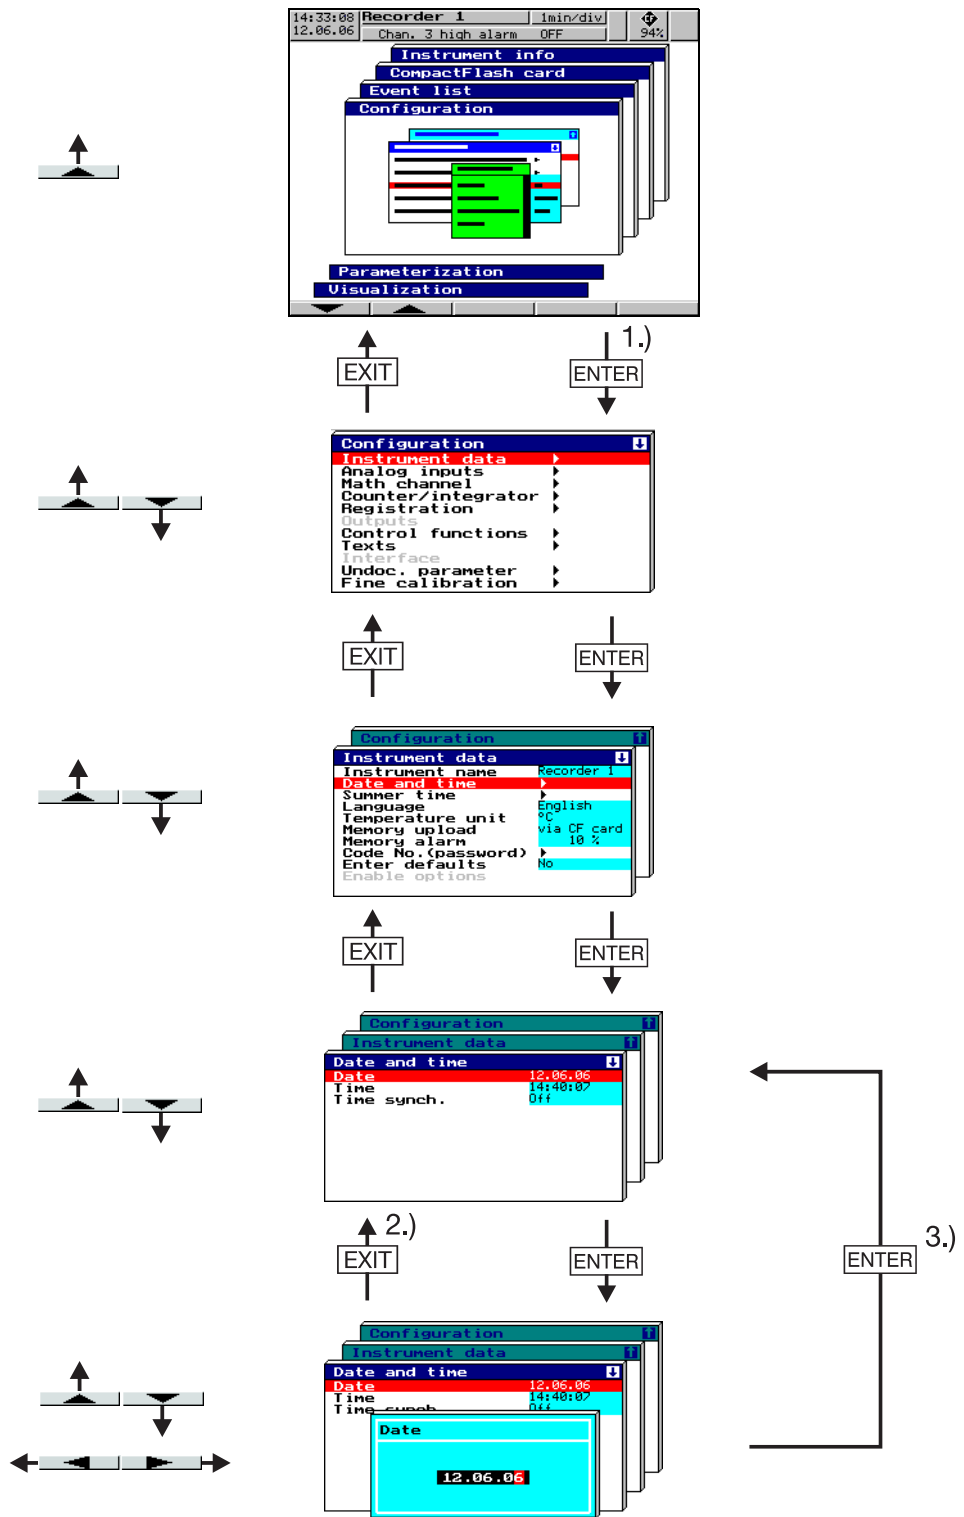 14:33:08 Recorder 1 1min/div CF
12.06.06 Chan. 3 high alarm OFF 94%
Instrument info
CompactFlash card
Event list
Configuration
Parameterization
Visualization
1.)
EXIT ENTER
Configuration
Instrument data
Analog inputs
Math channel
Counter/integrator
Registration
Outputs
Control functions
Texts
Interface
Undoc. parameter
Fine calibration
EXIT ENTER
Configuration
Instrument data
Instrument name Recorder 1
Date and time
Summer time
Language English
Temperature unit °C
Memory upload via CF card
Memory alarm 10 %
Code No.(password)
Enter defaults No
Enable options
EXIT ENTER
Configuration
Instrument data
Date and time
Date 12.06.06
Time 14:40:07
Time synch. Off
2.)
EXIT ENTER ENTER 3.)
Configuration
Instrument data
Date and time
Date 12.06.06
Time 14:40:07
Time synch. Off
Date
12.06.06